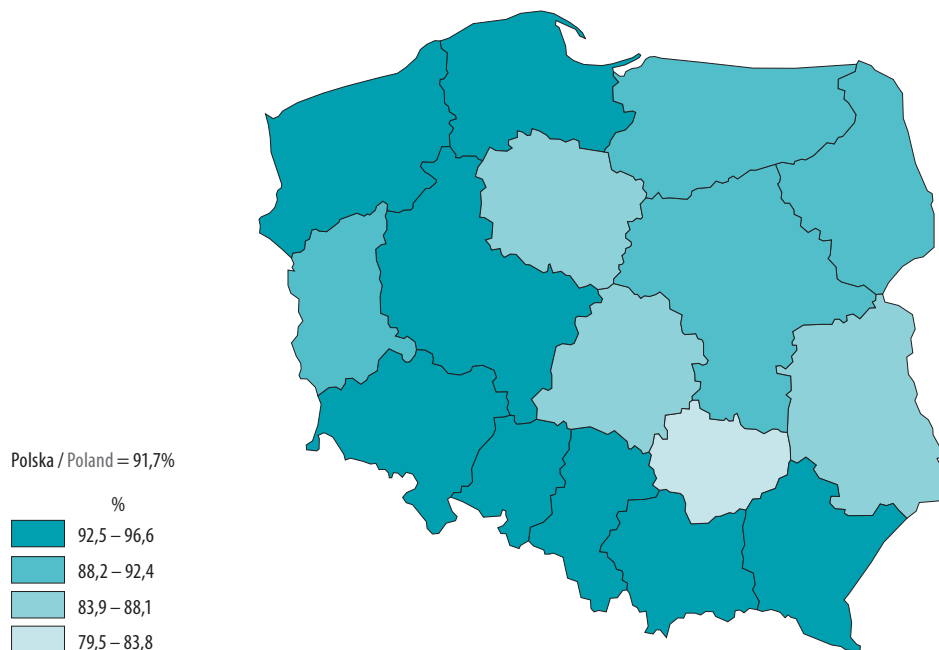 Polska / Poland = 91,7%
%
92,5 – 96,6
88,2 – 92,4
83,9 – 88,1
79,5 – 83,8